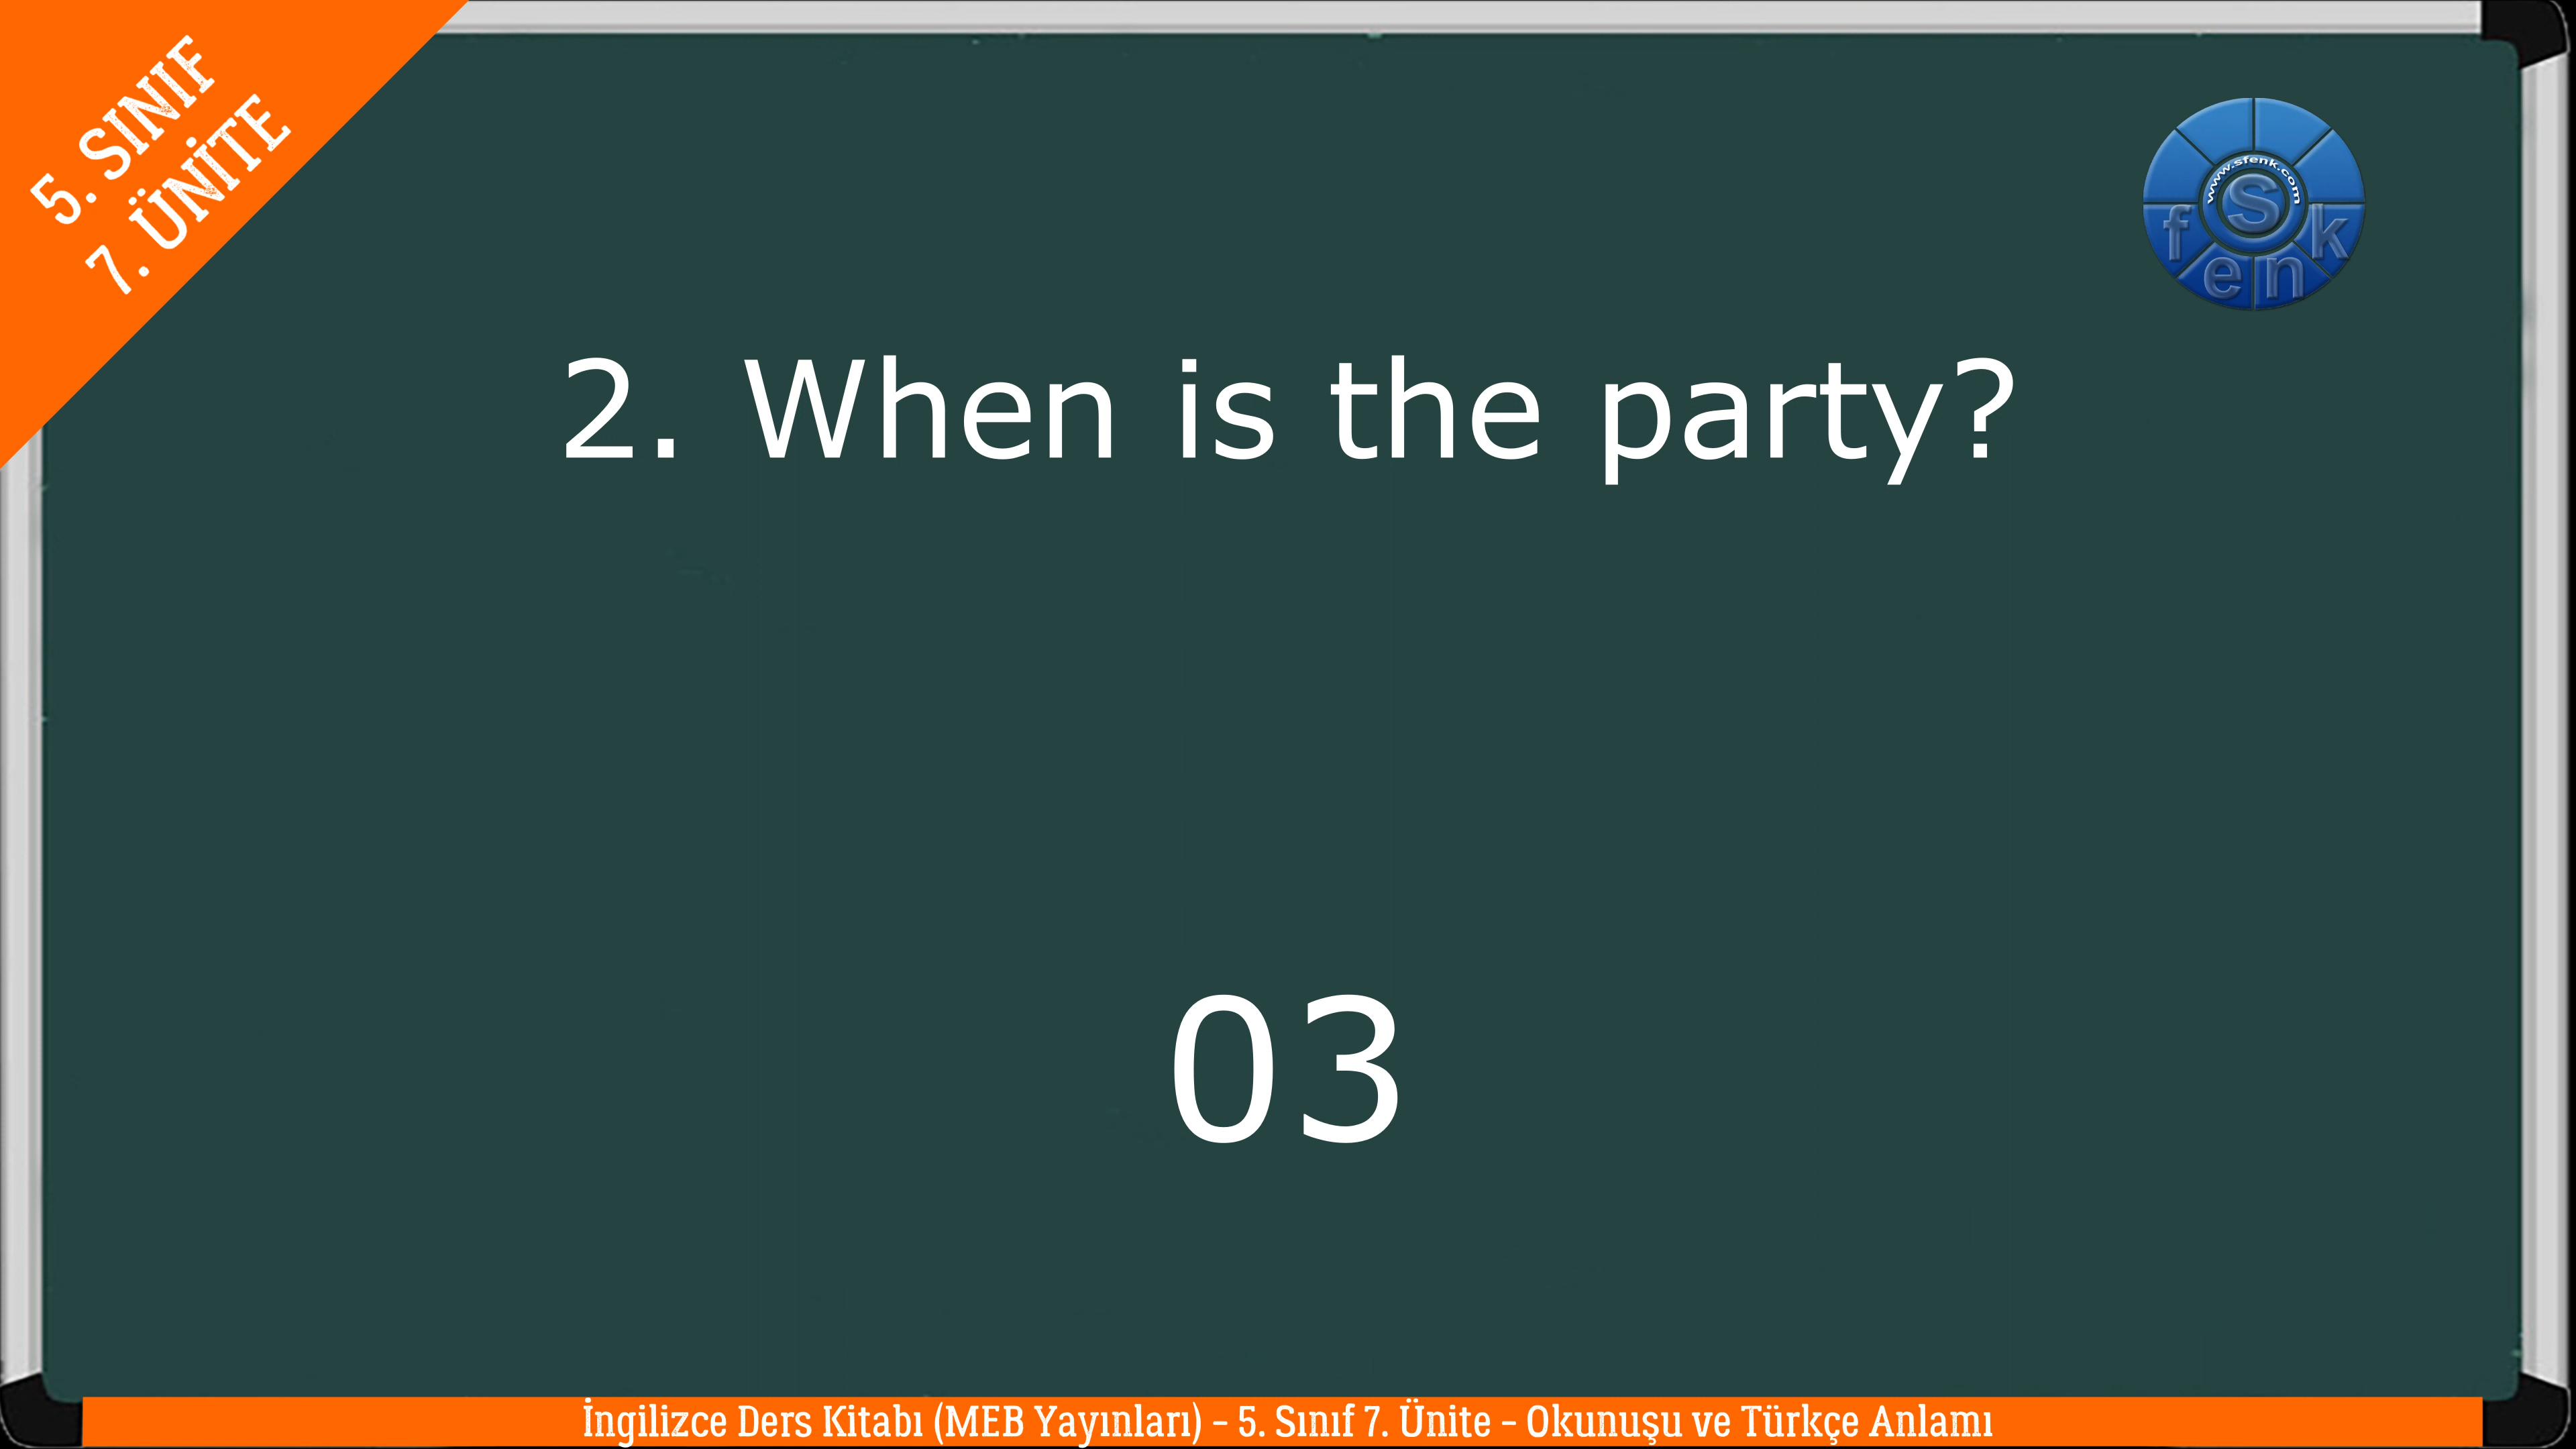 5. SINIF
7. ÜNİTE
www.sfenk.com
S
f e n k
2. When is the party?
03
İngilizce Ders Kitabı (MEB Yayınları) – 5. Sınıf 7. Ünite – Okunuşu ve Türkçe Anlamı